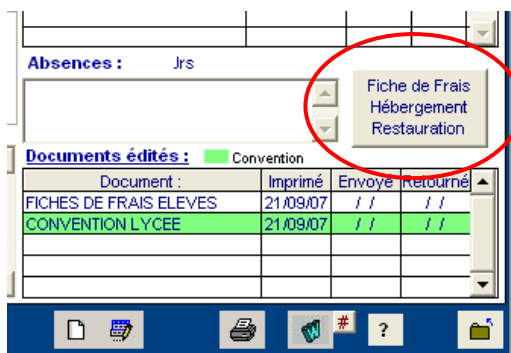 Absences : Jrs
Fiche de Frais
Hébergement
Restauration
Documents édités : Convention
Document : Imprimé Envoyé Retourné
FICHES DE FRAIS ELEVES 21/09/07 / / / /
CONVENTION LYCEE 21/09/07 / / / /
# ?